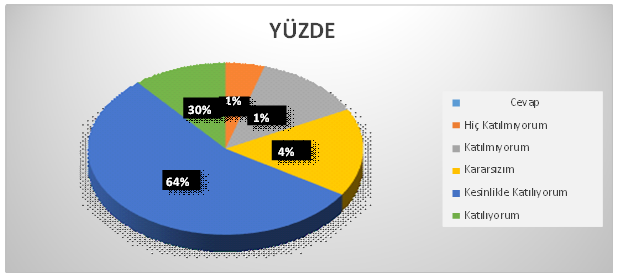 YÜZDE
1%
30%
1%
4%
64%
Cevap
Hiç Katılmıyorum
Katılmıyorum
Kararsızım
Kesinlikle Katılıyorum
Katılıyorum